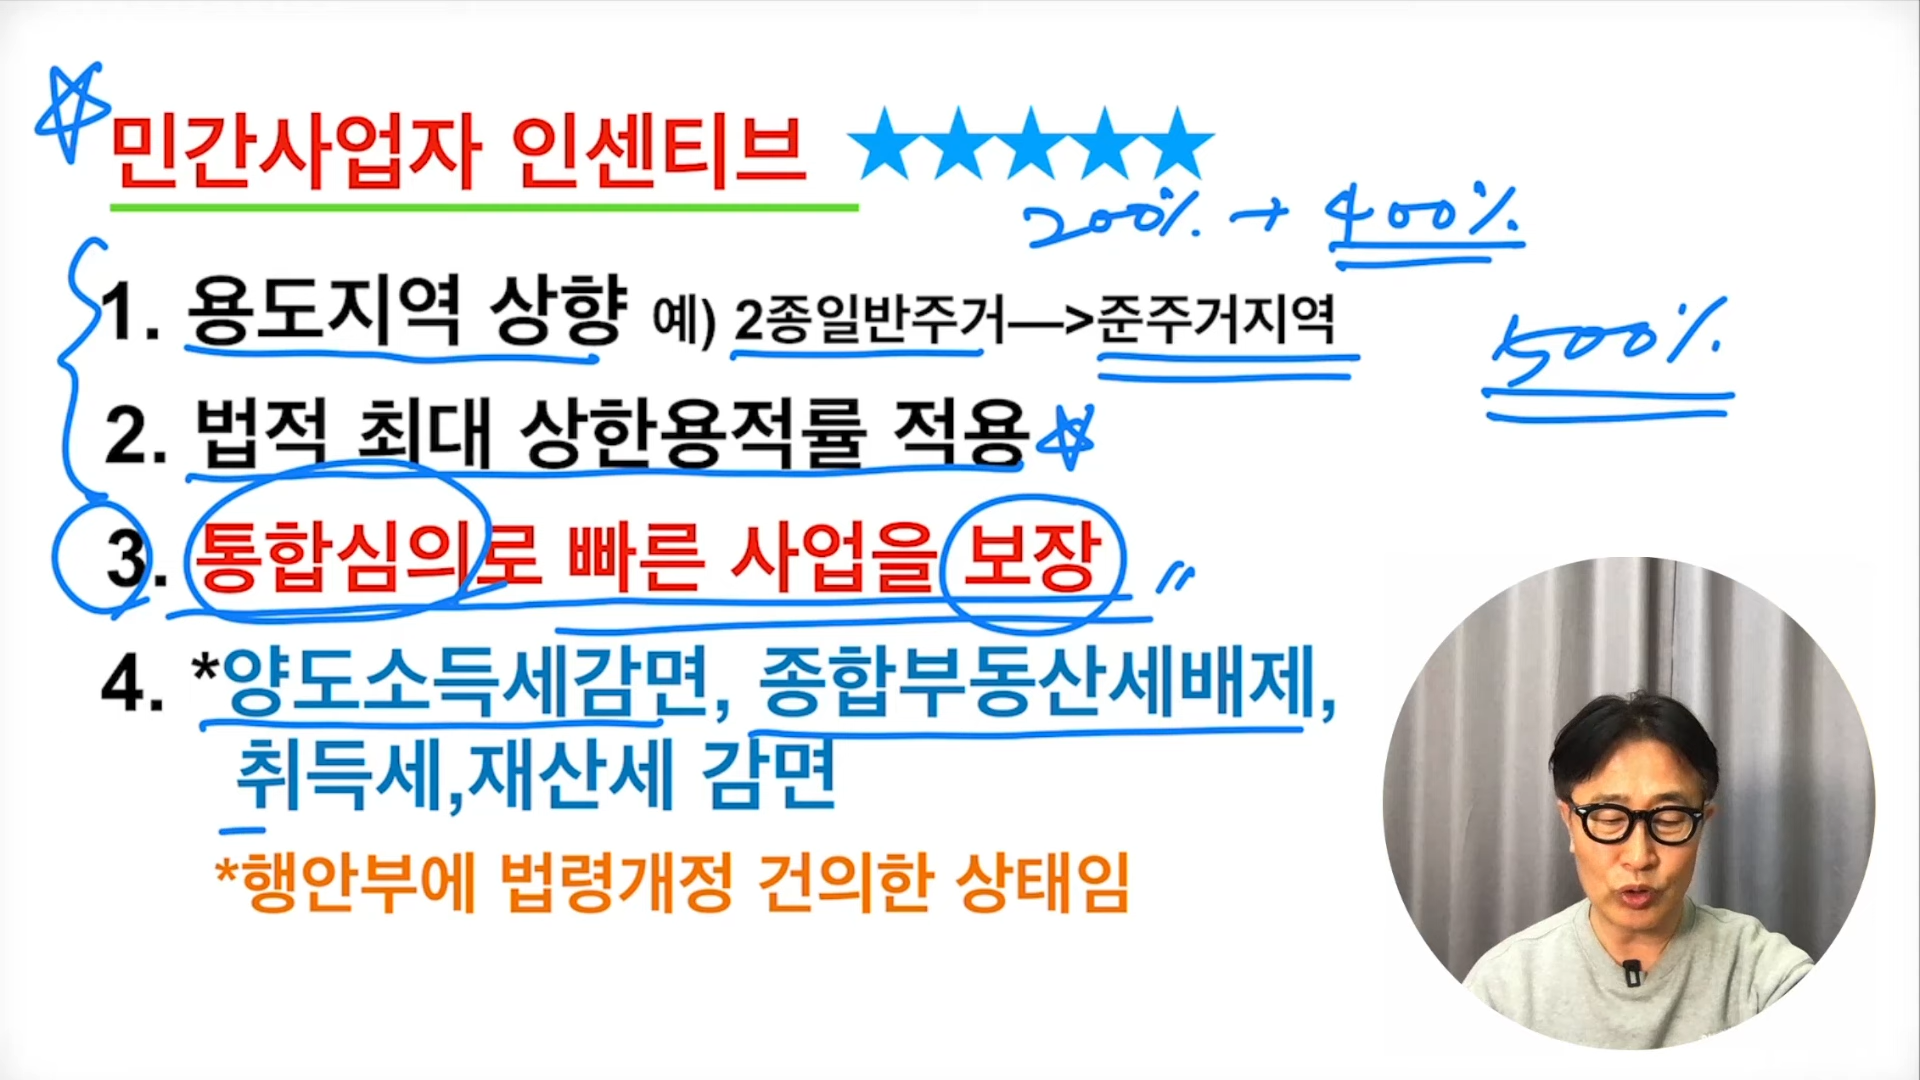 민간사업자 인센티브 ★★★★★
200% → 400%
1. 용도지역 상향 예) 2종일반주거—>준주거지역
500%
2. 법적 최대 상한용적률 적용
3. 통합심의로 빠른 사업을 보장
4. *양도소득세감면, 종합부동산세배제,
취득세,재산세 감면
*행안부에 법령개정 건의한 상태임